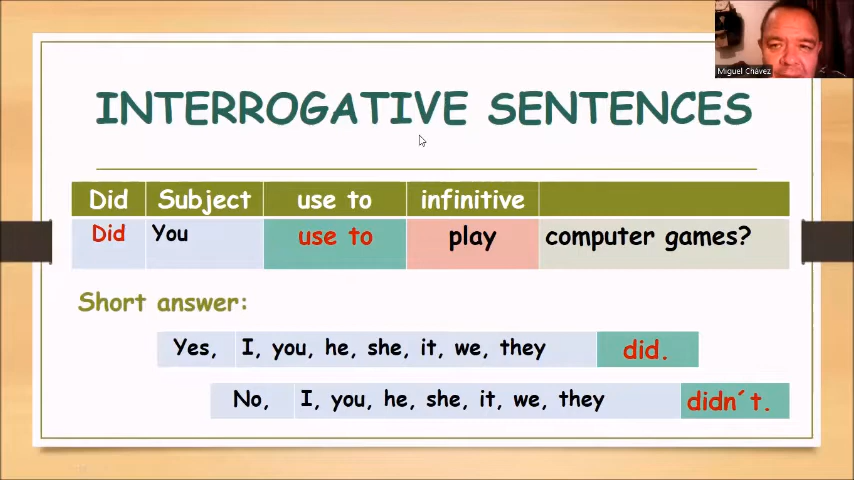 Miguel Chávez
INTERROGATIVE SENTENCES
Did Subject use to infinitive
Did You use to play computer games?
Short answer:
Yes, I, you, he, she, it, we, they did.
No, I, you, he, she, it, we, they didn´t.